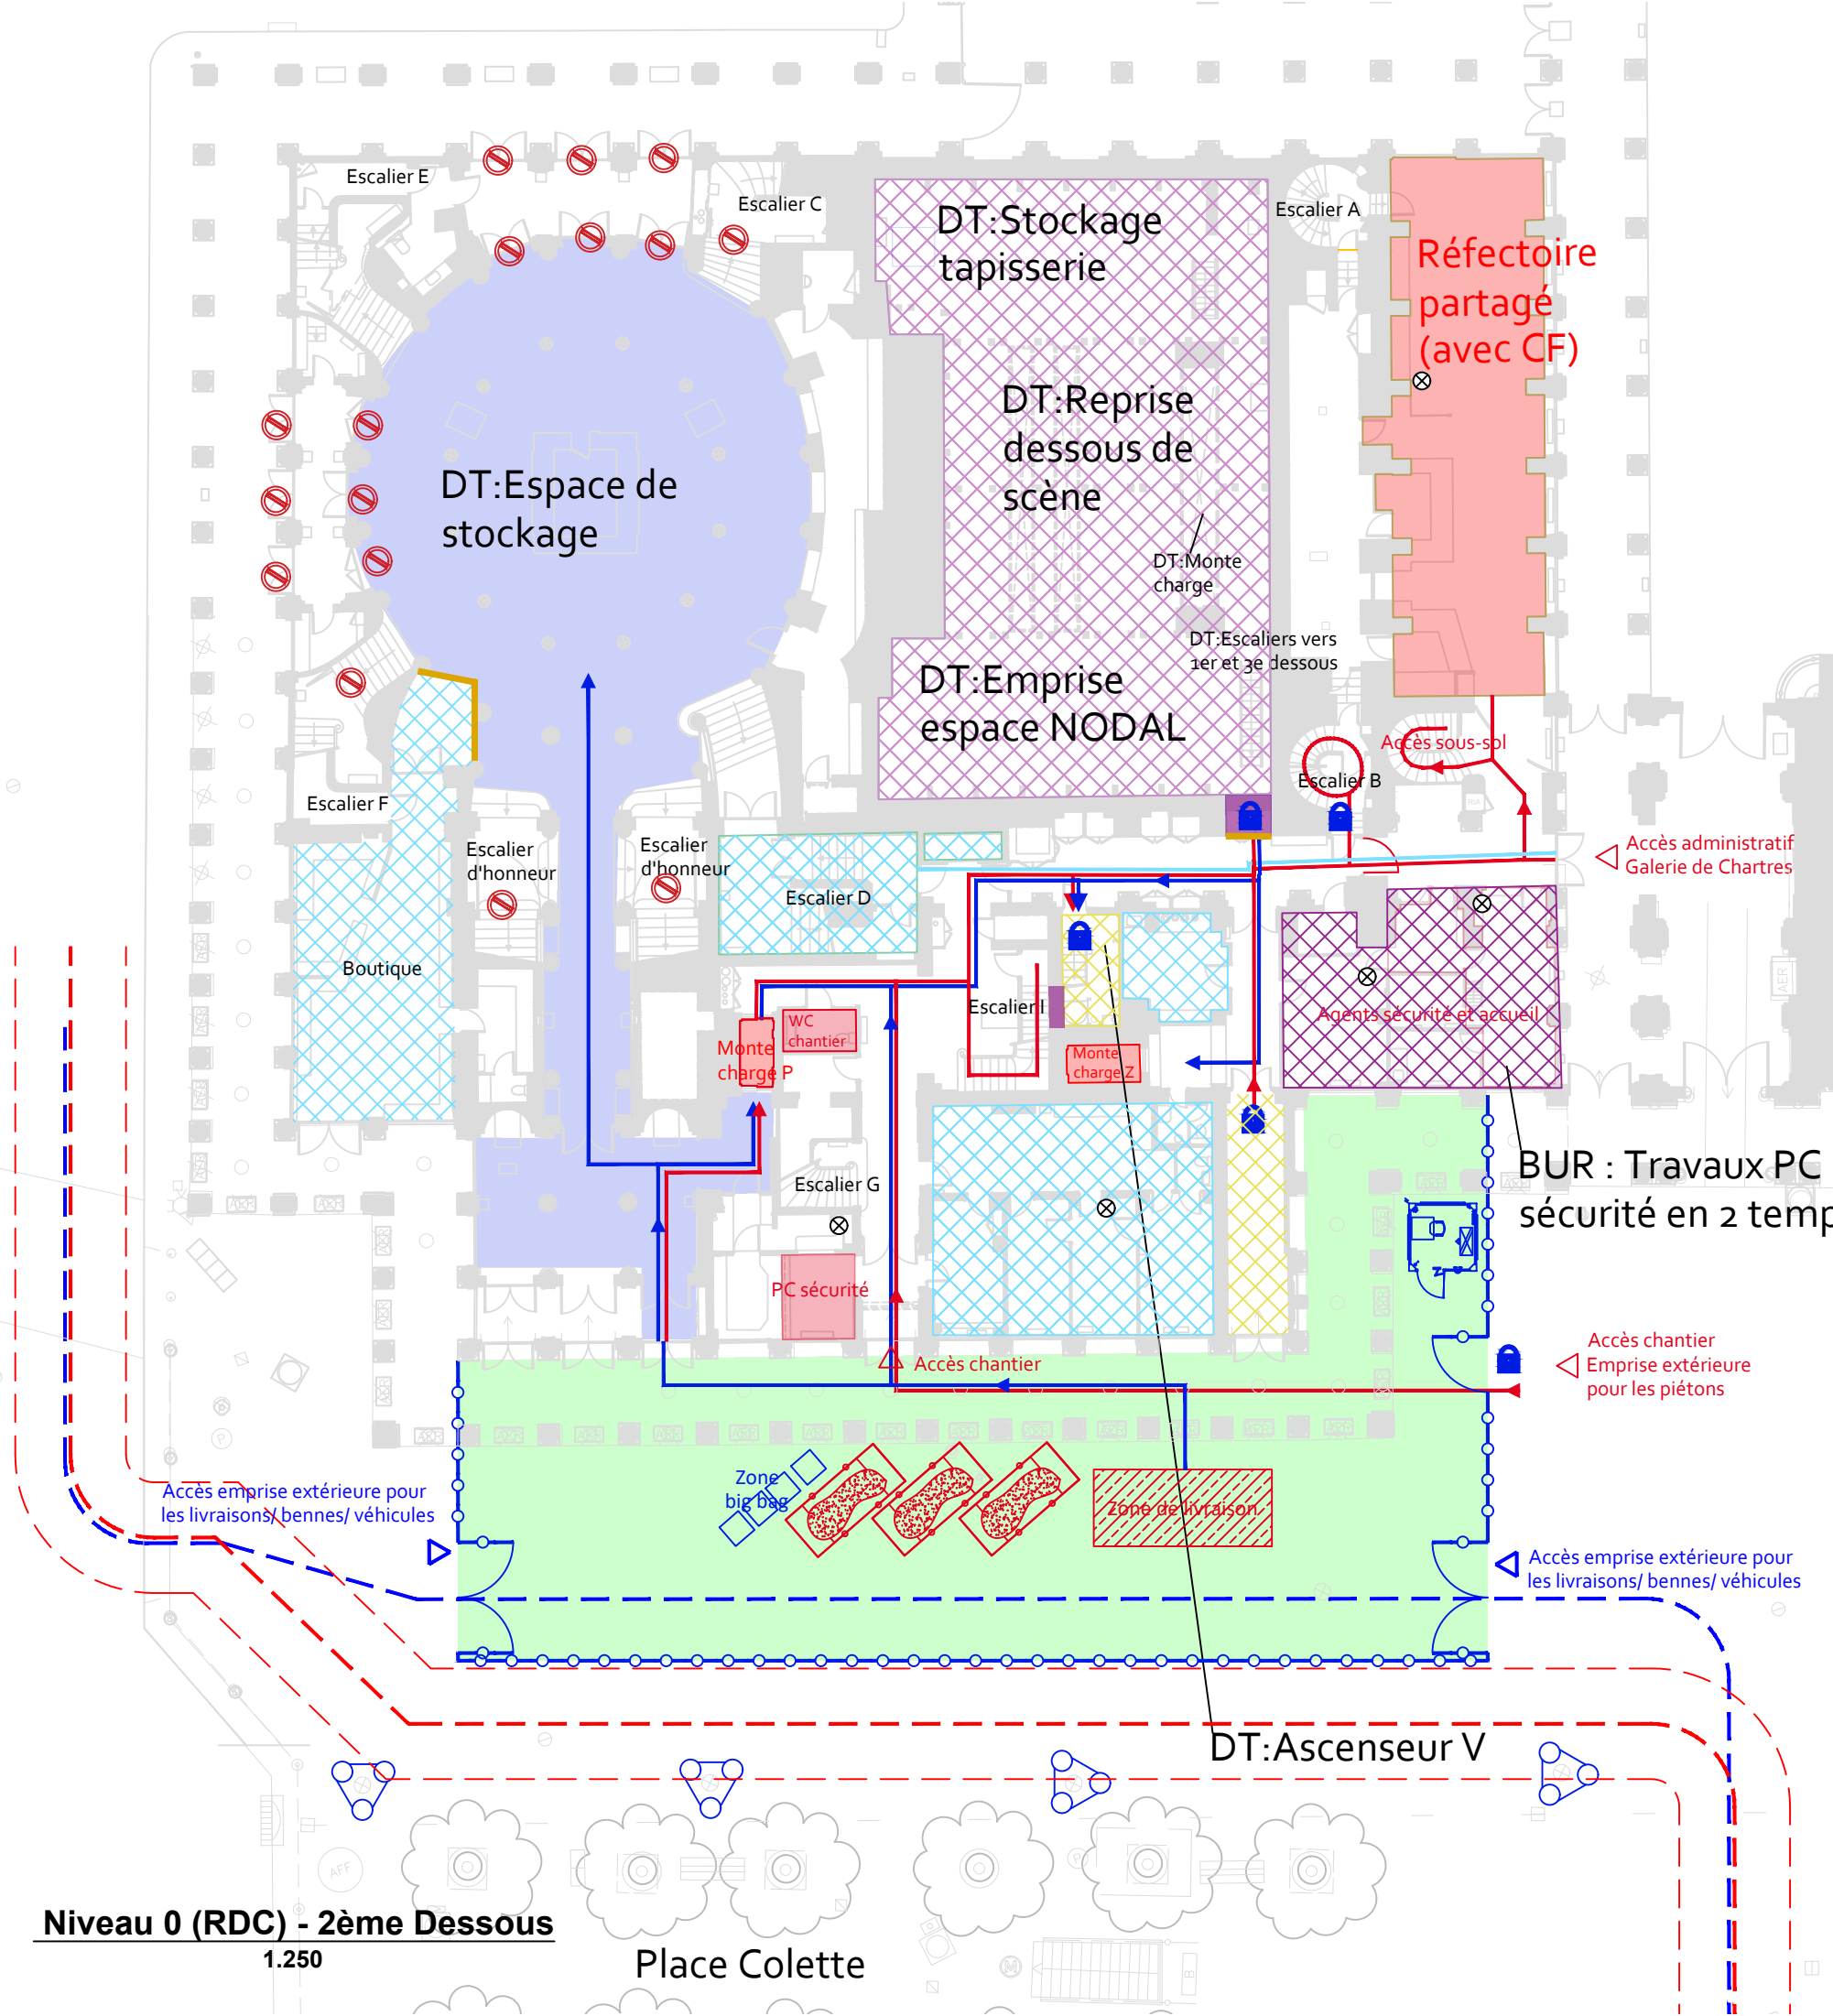 Escalier E
Escalier C
DT:Stockage
tapisserie
Escalier A
Réfectoire
partagé
(avec CF)
DT:Reprise
dessous de
scène
DT:Espace de
stockage
DT:Monte
charge
DT:Escaliers vers
1er et 3e dessous
DT:Emprise
espace NODAL
Accès sous-sol
Escalier B
RIA
Escalier F
Escalier
d'honneur
Escalier
d'honneur
Accès administratif
Galerie de Chartres
Escalier D
Boutique
Escalier I
WC
chantier
Monte
charge P
Monte
charge Z
Agents sécurité et accueil
AER
BUR : Travaux PC
sécurité en 2 temp
Escalier G
PC sécurité
Accès chantier
Accès chantier
Emprise extérieure
pour les piétons
Zone
big bag
Zone de livraison
Accès emprise extérieure pour
les livraisons/ bennes/ véhicules
Accès emprise extérieure pour
les livraisons/ bennes/ véhicules
DT:Ascenseur V
P
P
AFF
M
Niveau 0 (RDC) - 2ème Dessous
1.250
Place Colette